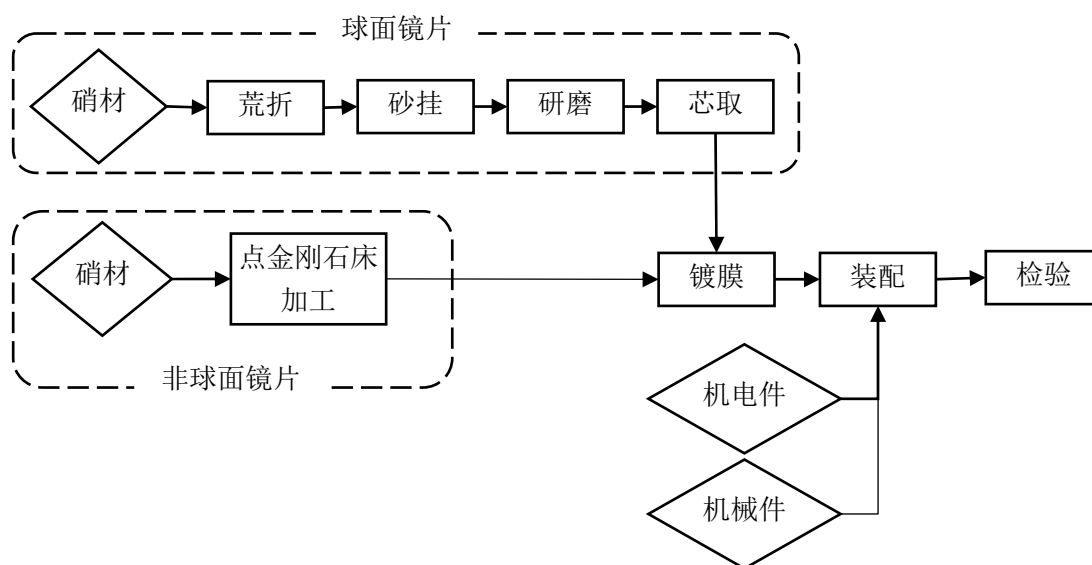 球面镜片
硝材
荒折
砂挂
研磨
芯取
硝材
点金刚石床
加工
镀膜
装配
检验
非球面镜片
机电件
机械件